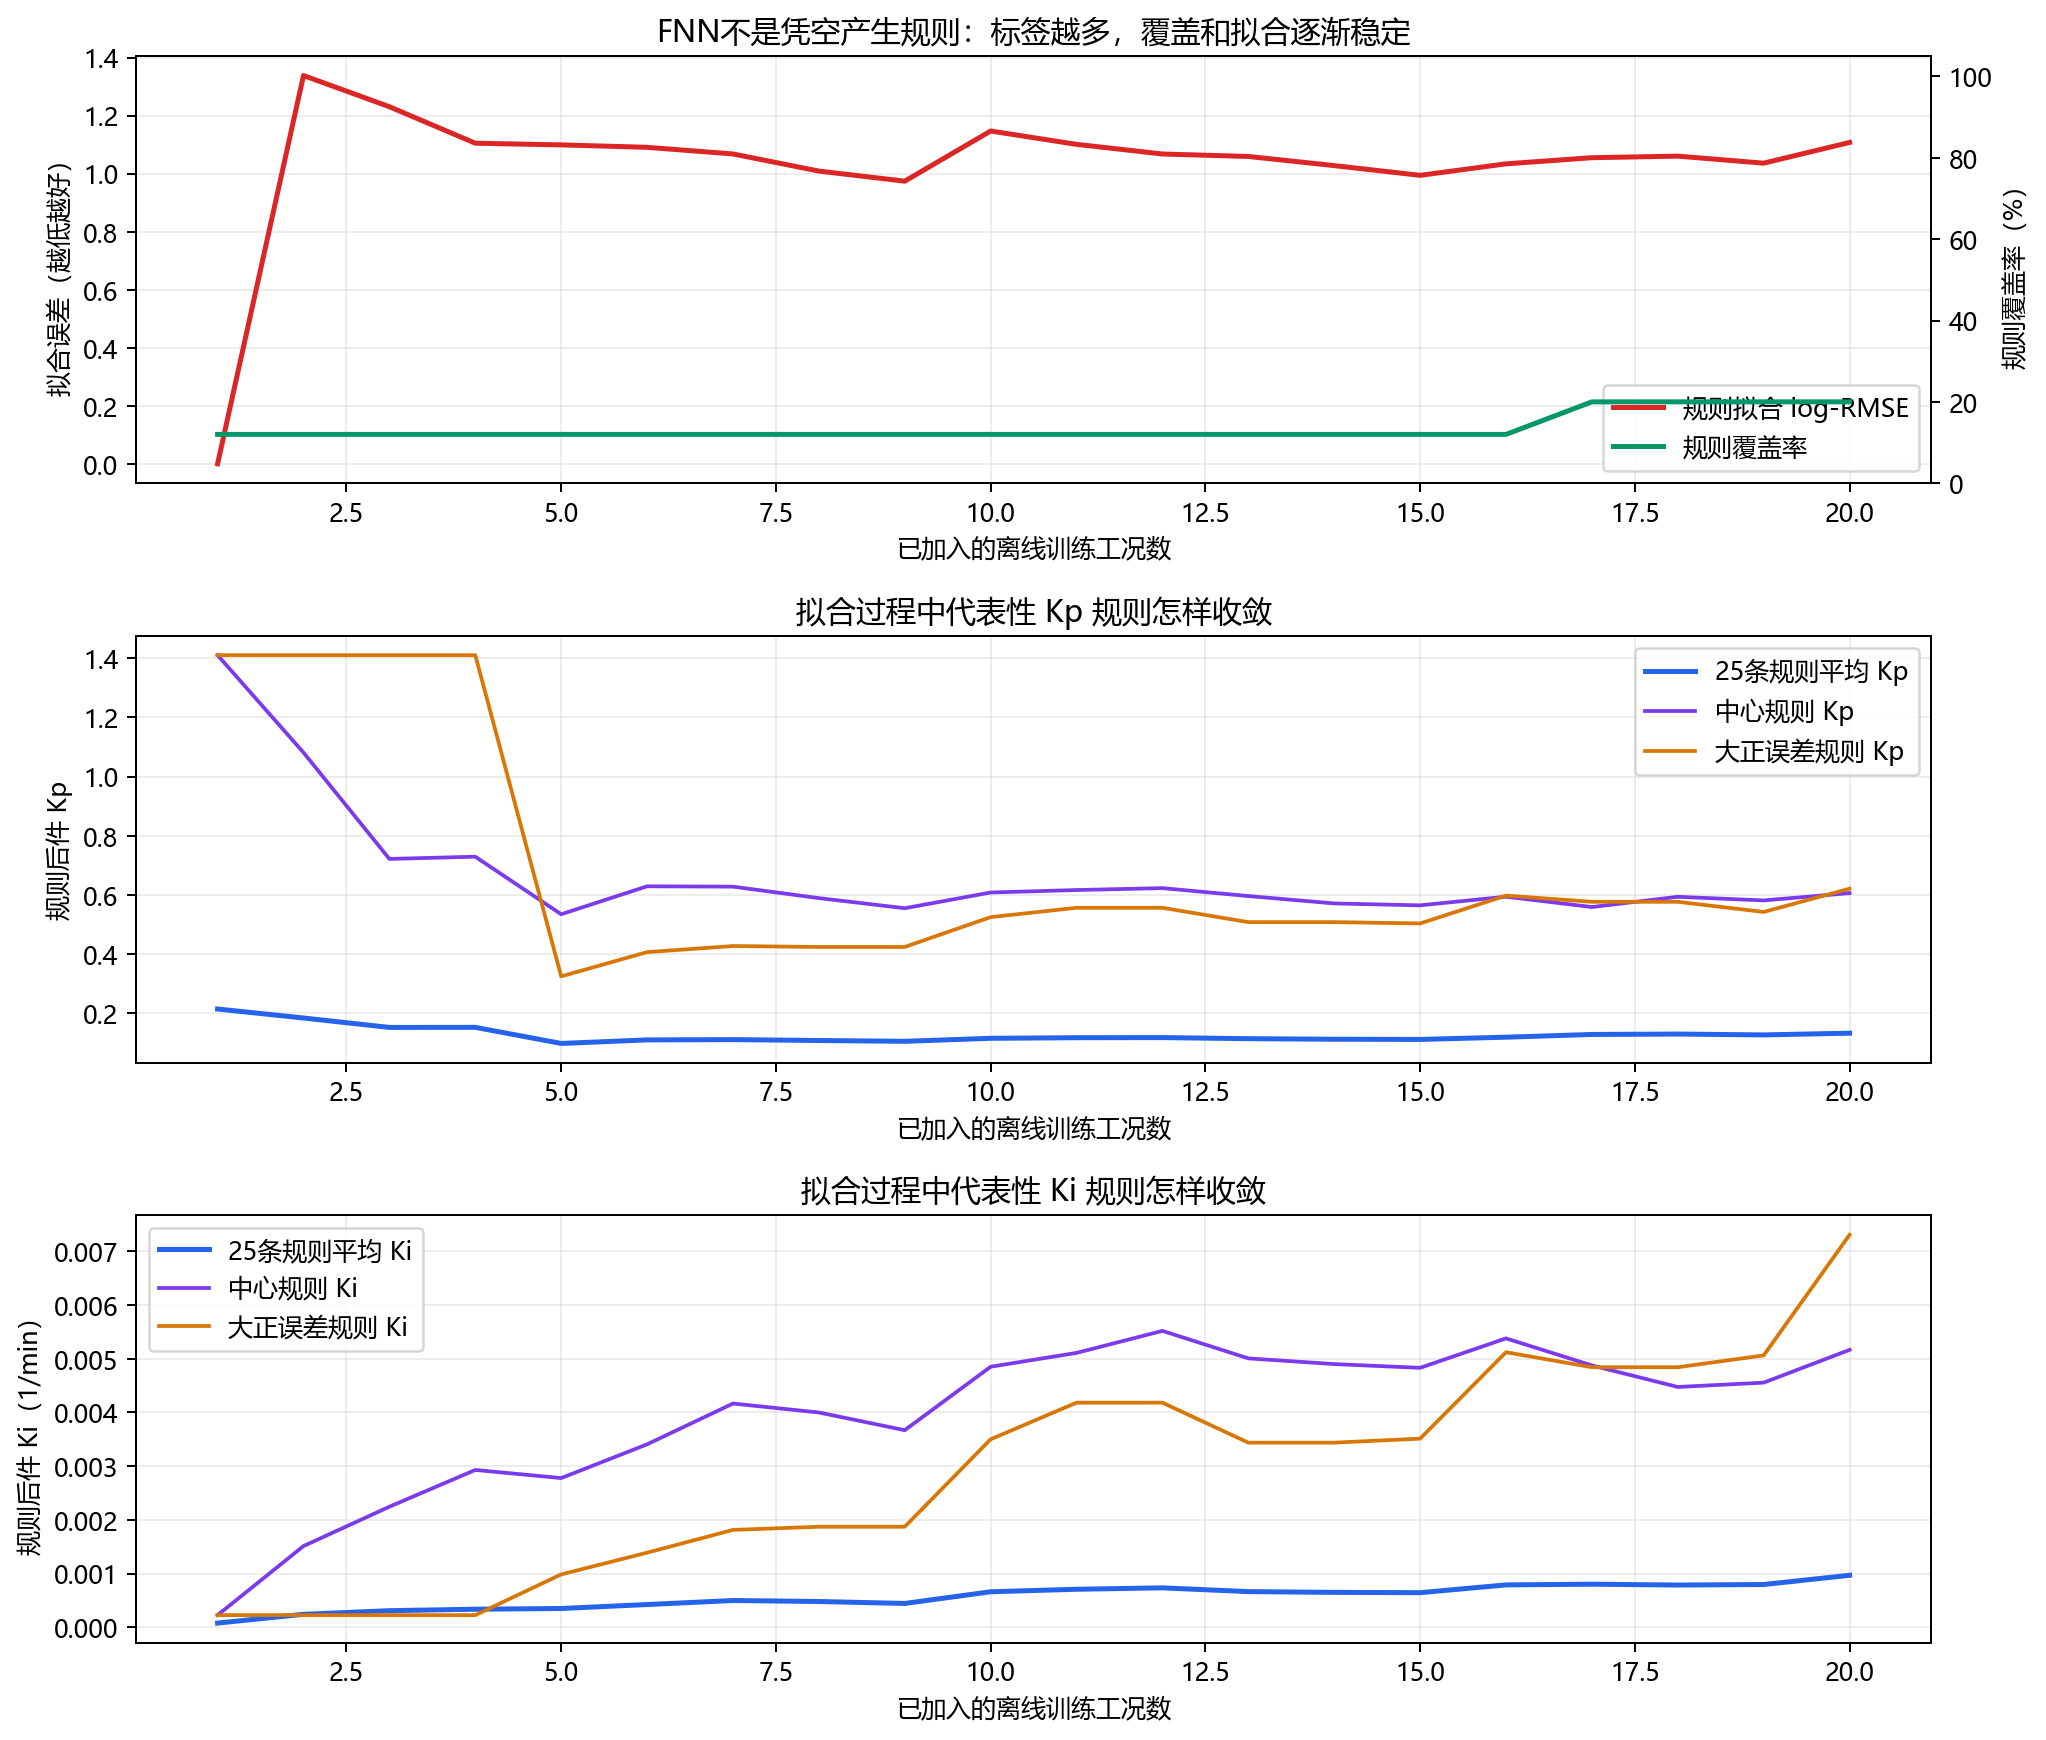 FNN不是凭空产生规则：标签越多，覆盖和拟合逐渐稳定
拟合误差（越低越好）
1.4
1.2
1.0
0.8
0.6
0.4
0.2
0.0
100
80
60
40
20
0
规则覆盖率（%）
规则拟合 log-RMSE
规则覆盖率
2.5 5.0 7.5 10.0 12.5 15.0 17.5 20.0
已加入的离线训练工况数
拟合过程中代表性 Kp 规则怎样收敛
规则后件 Kp
1.4
1.2
1.0
0.8
0.6
0.4
0.2
25条规则平均 Kp
中心规则 Kp
大正误差规则 Kp
2.5 5.0 7.5 10.0 12.5 15.0 17.5 20.0
已加入的离线训练工况数
拟合过程中代表性 Ki 规则怎样收敛
规则后件 Ki（1/min）
0.007
0.006
0.005
0.004
0.003
0.002
0.001
0.000
25条规则平均 Ki
中心规则 Ki
大正误差规则 Ki
2.5 5.0 7.5 10.0 12.5 15.0 17.5 20.0
已加入的离线训练工况数